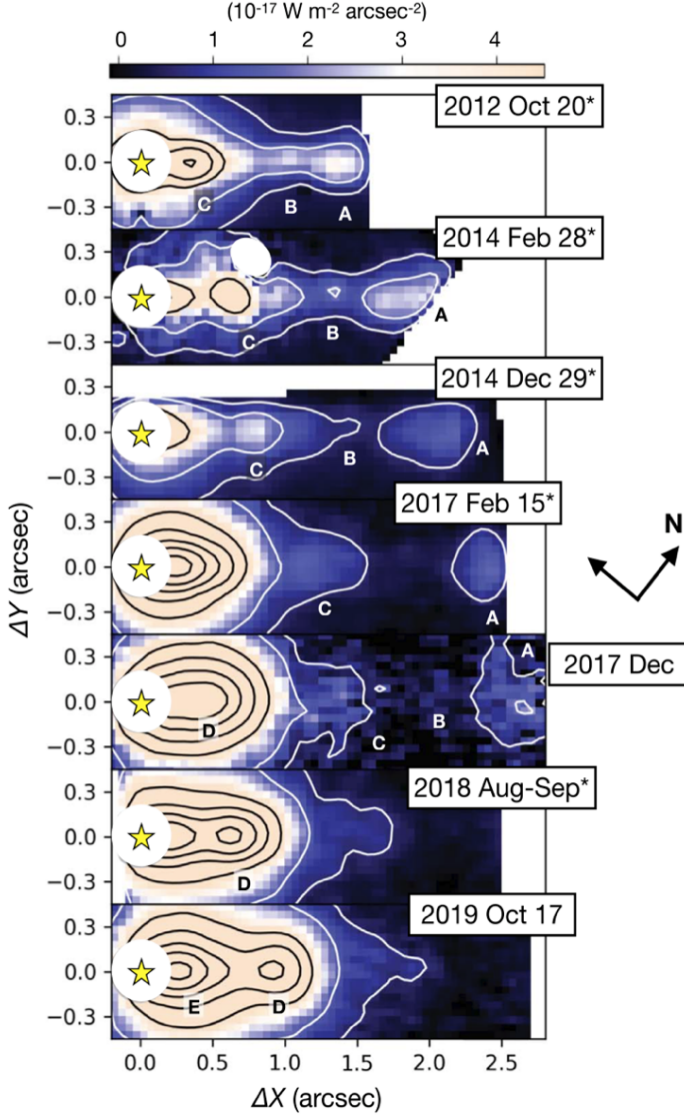 (10⁻¹⁷ W m⁻² arcsec⁻²)
0 1 2 3 4
2012 Oct 20*
0.3
0.0
−0.3
C B A
2014 Feb 28*
0.3
0.0
−0.3
C B A
2014 Dec 29*
0.3
0.0
−0.3
C B A
2017 Feb 15*
0.3
0.0
−0.3
C A
N
2017 Dec
0.3
0.0
−0.3
D C B A
2018 Aug-Sep*
0.3
0.0
−0.3
D
2019 Oct 17
0.3
0.0
−0.3
E D
0.0 0.5 1.0 1.5 2.0 2.5
ΔX (arcsec)
ΔY (arcsec)